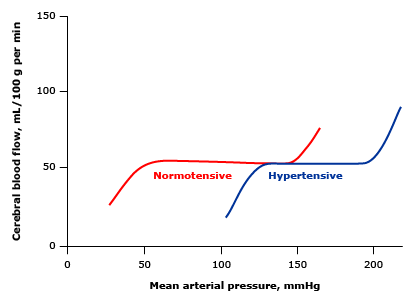 Cerebral blood flow, mL/100 g per min
150
100
50
0
Normotensive
Hypertensive
0
50
100
150
200
Mean arterial pressure, mmHg